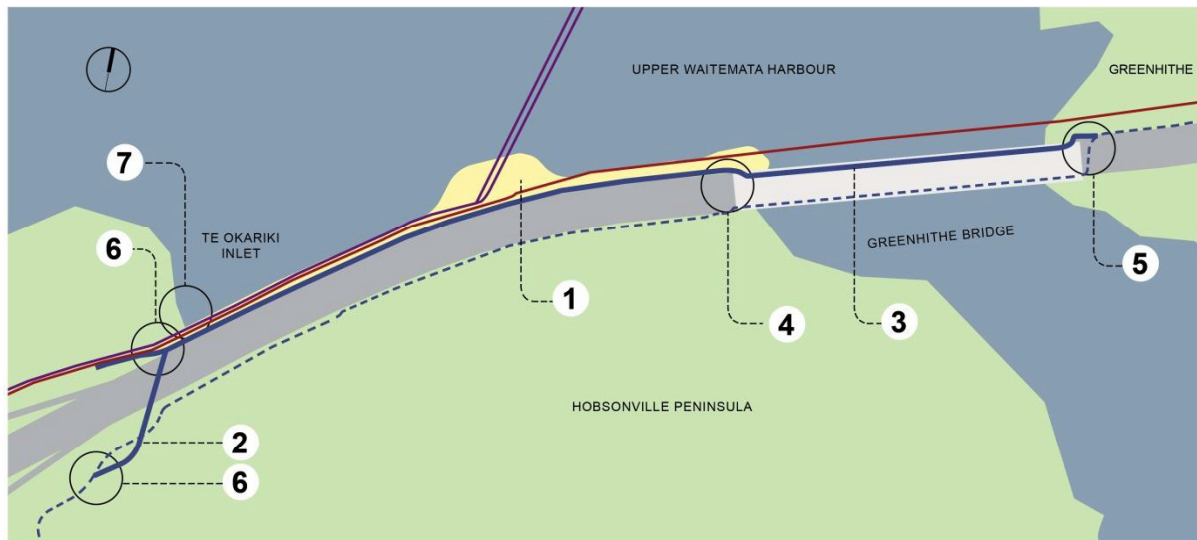 UPPER WAITEMATA HARBOUR
GREENHITHE
7
6
TE OKARIKI
INLET
GREENHITHE BRIDGE
5
1
4
3
HOBSONVILLE PENINSULA
2
6